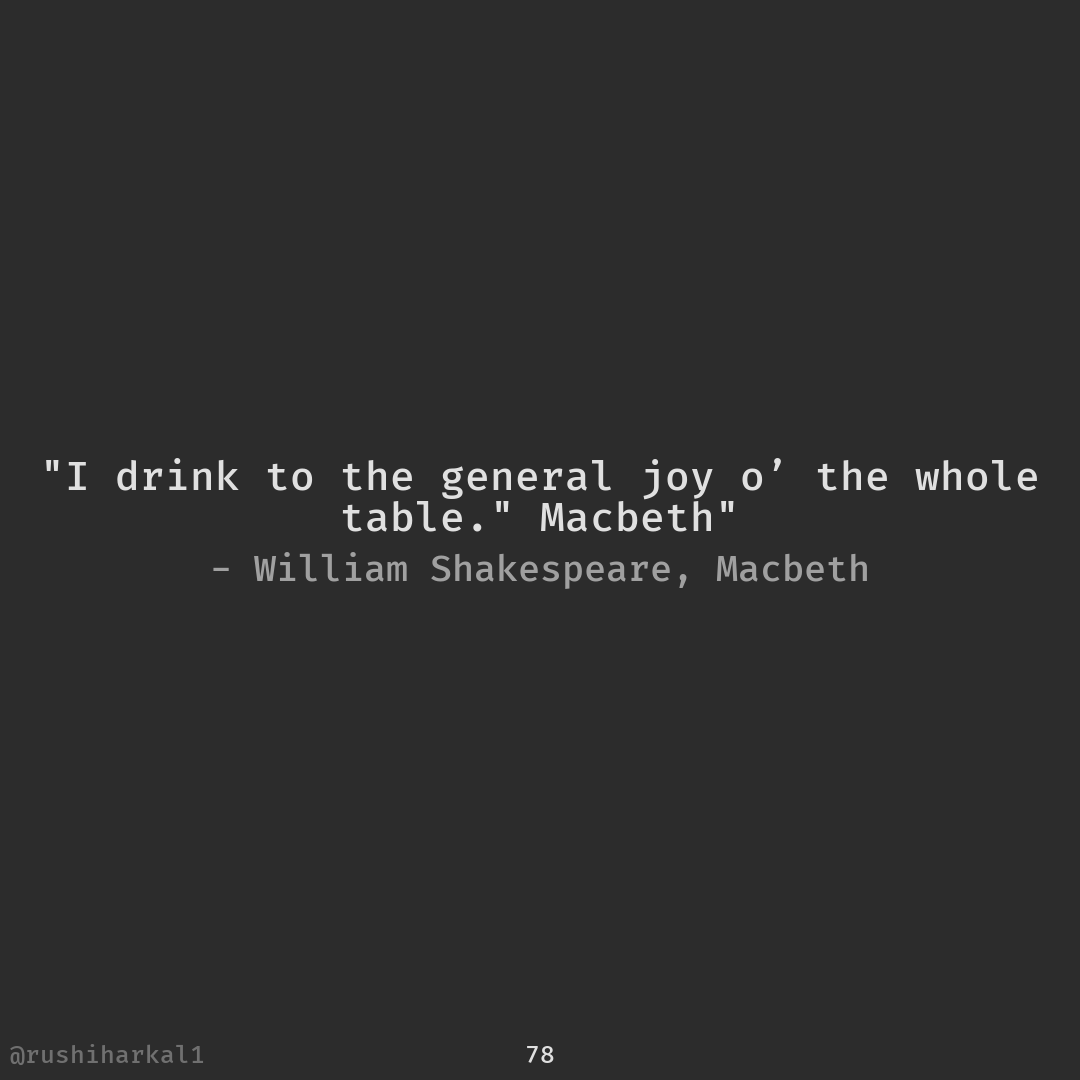 "I drink to the general joy o’ the whole
table." Macbeth"
– William Shakespeare, Macbeth
@rushiharkal1
78